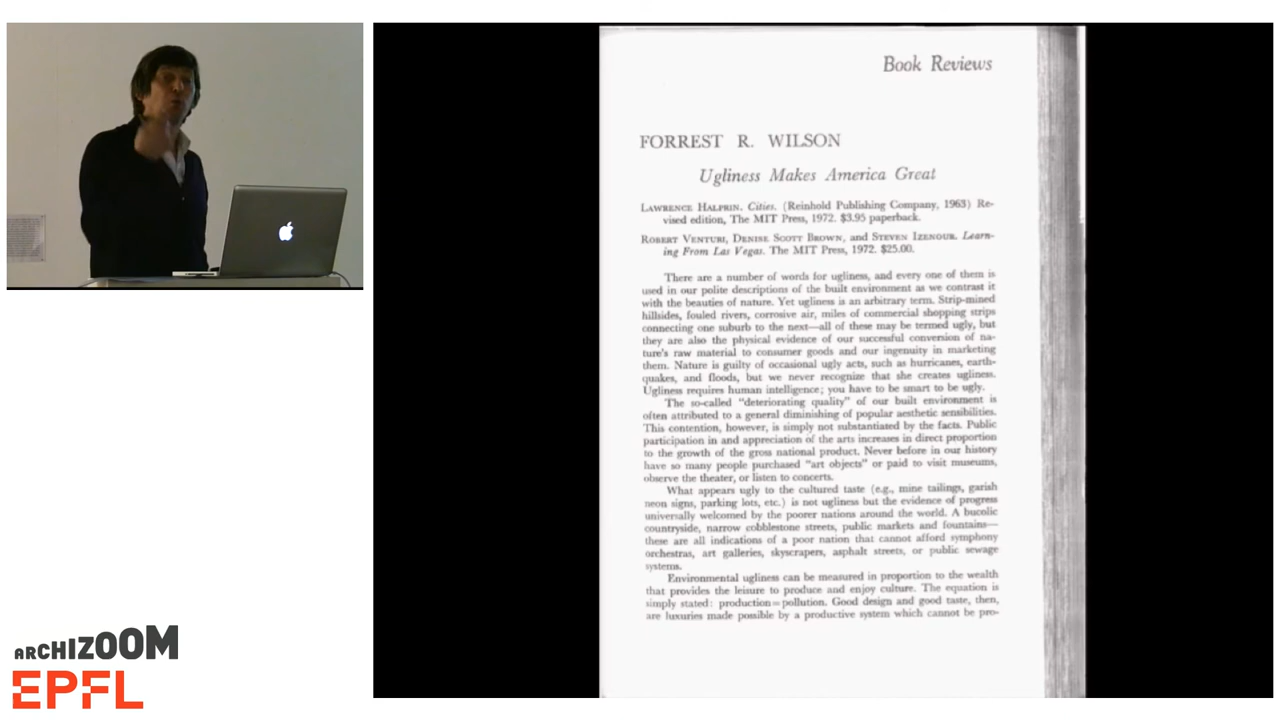 Book Reviews
FORREST R. WILSON
Ugliness Makes America Great
LAWRENCE HALPRIN. Cities. (Reinhold Publishing Company, 1963) Re-
vised edition, The MIT Press, 1972. $3.95 paperback.
ROBERT VENTURI, DENISE SCOTT BROWN, and STEVEN IZENOUR. Learn-
ing From Las Vegas. The MIT Press, 1972. $25.00.
There are a number of words for ugliness, and every one of them is
used in our polite descriptions of the built environment as we contrast it
with the beauties of nature. Yet ugliness is an arbitrary term. Strip-mined
hillsides, fouled rivers, corrosive air, miles of commercial shopping strips
connecting one suburb to the next—all of these may be termed ugly, but
they are also the physical evidence of our successful conversion of na-
ture's raw material to consumer goods and our ingenuity in marketing
them. Nature is guilty of occasional ugly acts, such as hurricanes, earth-
quakes, and floods, but we never recognize that she creates ugliness.
Ugliness requires human intelligence; you have to be smart to be ugly.
The so-called "deteriorating quality" of our built environment is
often attributed to a general diminishing of popular aesthetic sensibilities.
This contention, however, is simply not substantiated by the facts. Public
participation in and appreciation of the arts increases in direct proportion
to the growth of the gross national product. Never before in our history
have so many people purchased "art objects" or paid to visit museums,
observe the theater, or listen to concerts.
What appears ugly to the cultured taste (e.g., mine tailings, garish
neon signs, parking lots, etc.) is not ugliness but the evidence of progress
universally welcomed by the poorer nations around the world. A bucolic
countryside, narrow cobblestone streets, public markets and fountains—
these are all indications of a poor nation that cannot afford symphony
orchestras, art galleries, skyscrapers, asphalt streets, or public sewage
systems.
Environmental ugliness can be measured in proportion to the wealth
that provides the leisure to produce and enjoy culture. The equation is
simply stated: production=pollution. Good design and good taste, then,
are luxuries made possible by a productive system which cannot be pro-
ARCHIZOOM
EPFL